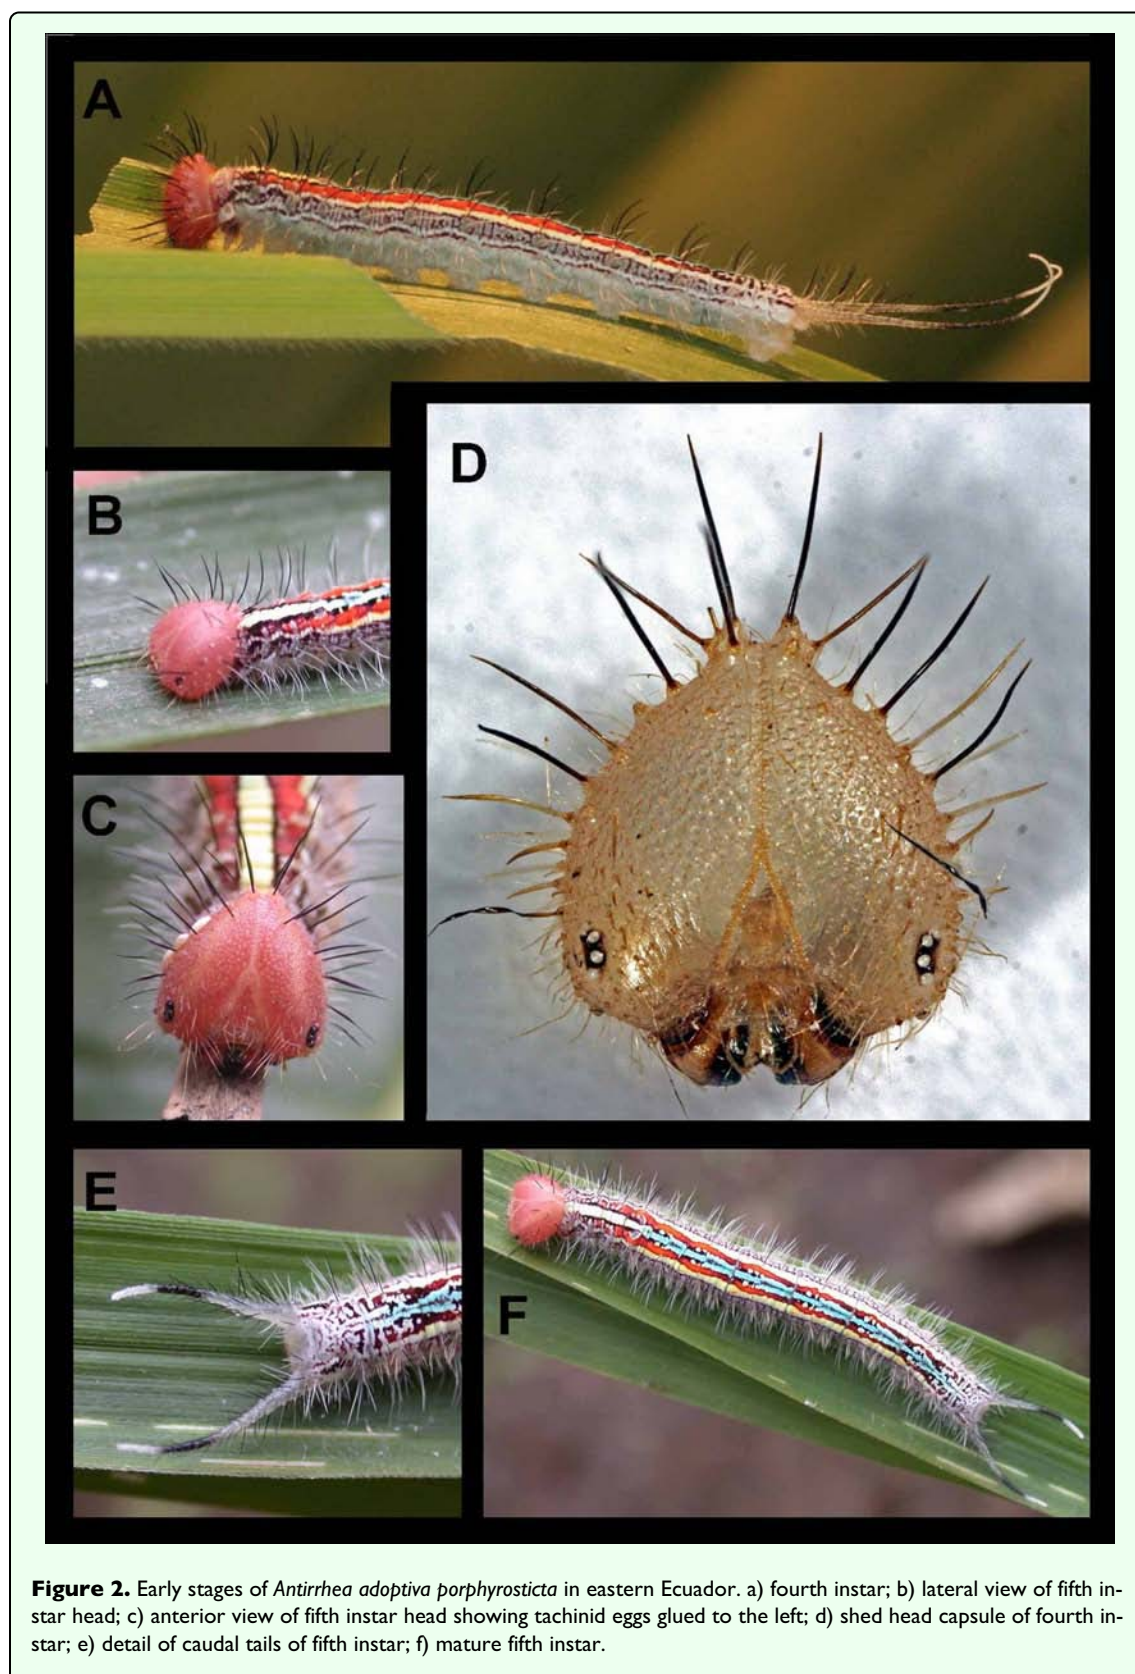 A
B
D
C
E
F
Figure 2. Early stages of Antirrhea adoptiva porphyrosticta in eastern Ecuador. a) fourth instar; b) lateral view of fifth in-
star head; c) anterior view of fifth instar head showing tachinid eggs glued to the left; d) shed head capsule of fourth in-
star; e) detail of caudal tails of fifth instar; f) mature fifth instar.